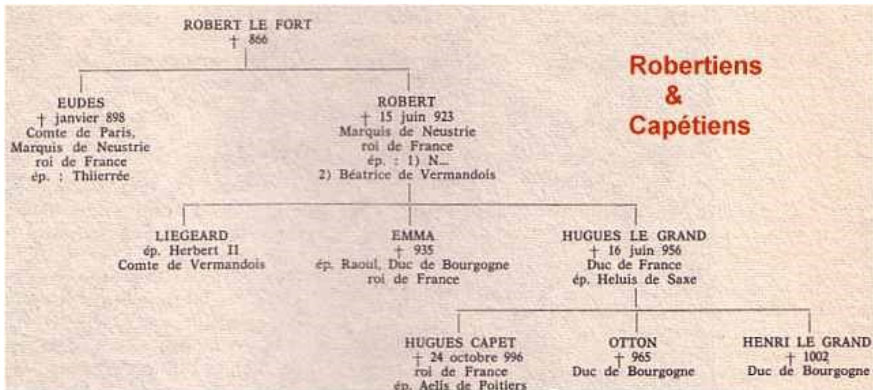 ROBERT LE FORT
† 866
Robertiens
&
Capétiens
EUDES
† janvier 898
Comte de Paris,
Marquis de Neustrie
roi de France
ép. : Thlierrée
ROBERT
† 15 juin 923
Marquis de Neustrie
roi de France
ép. : 1) N...
2) Béatrice de Vermandois
LIEGEARD
ép. Herbert II
Comte de Vermandois
EMMA
† 935
ép. Raoul, Duc de Bourgogne
roi de France
HUGUES LE GRAND
† 16 juin 956
Duc de France
ép. Heluis de Saxe
HUGUES CAPET
† 24 octobre 996
roi de France
ép. Aelis de Poitiers
OTTON
† 965
Duc de Bourgogne
HENRI LE GRAND
† 1002
Duc de Bourgogne